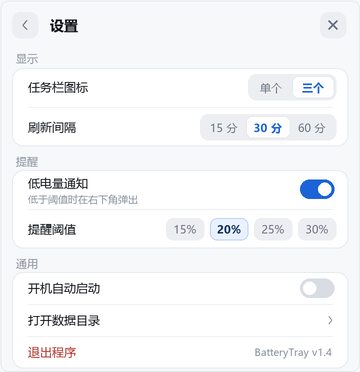 设置
显示
任务栏图标 单个 三个
刷新间隔 15 分 30 分 60 分
提醒
低电量通知
低于阈值时在右下角弹出
提醒阈值 15% 20% 25% 30%
通用
开机自动启动
打开数据目录
退出程序 BatteryTray v1.4